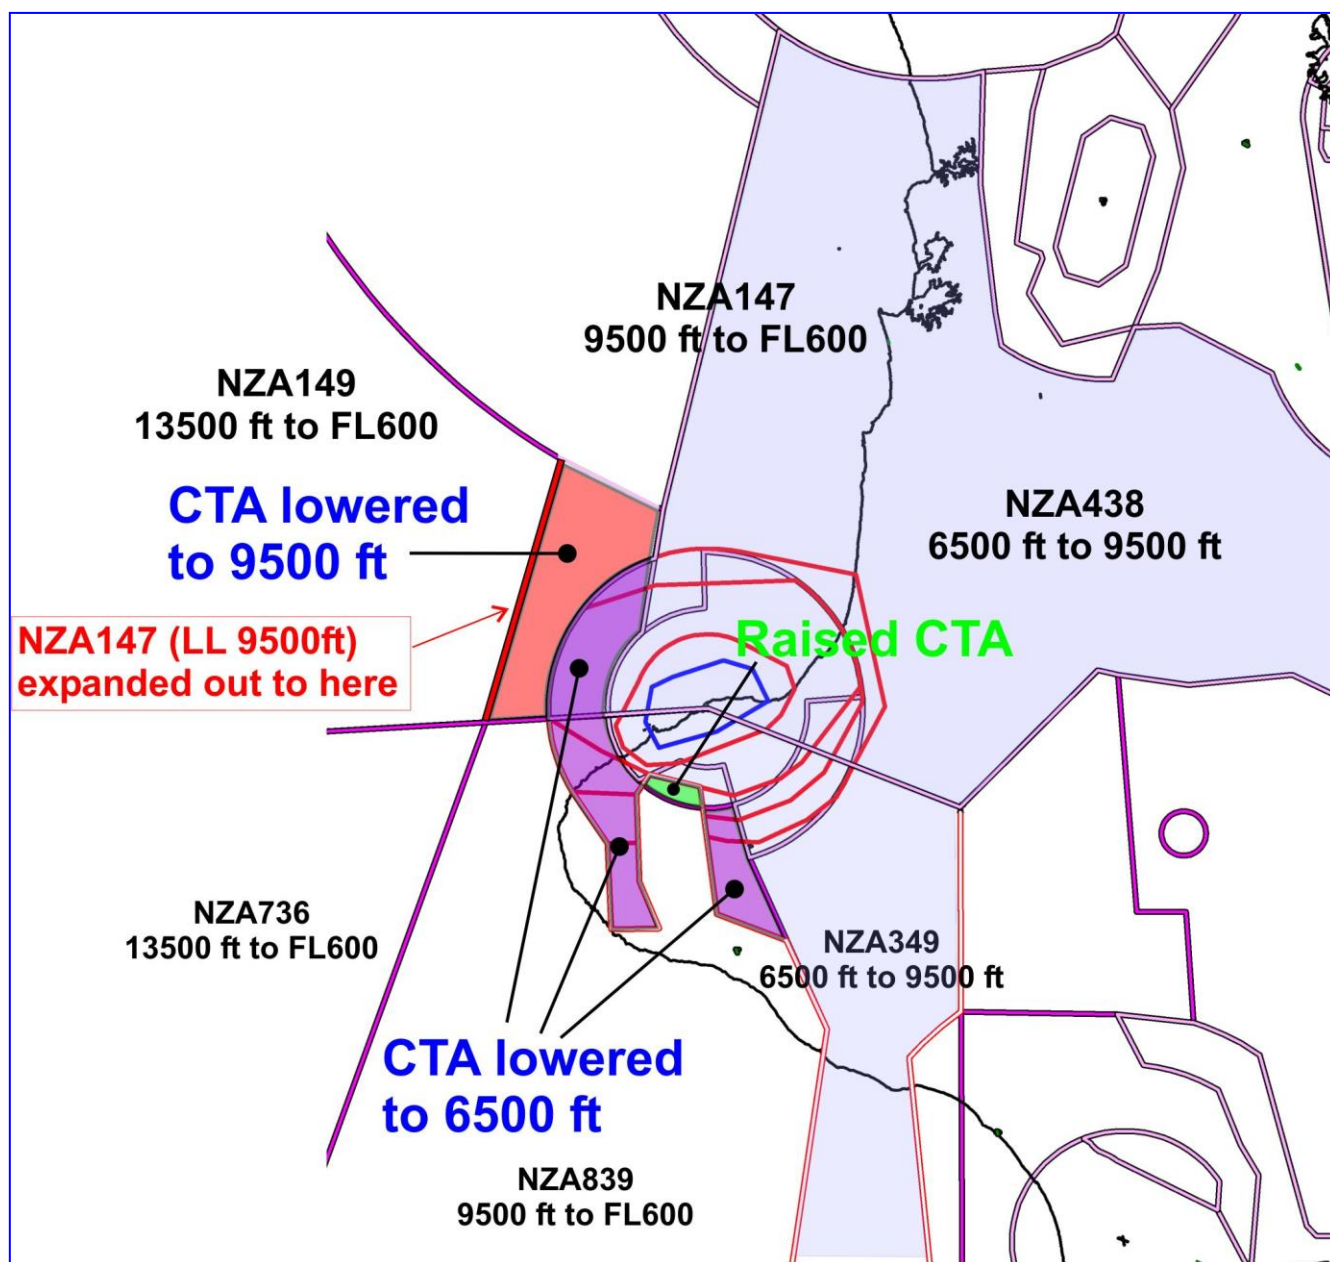 NZA147
9500 ft to FL600
NZA149
13500 ft to FL600
CTA lowered
to 9500 ft
NZA438
6500 ft to 9500 ft
NZA147 (LL 9500ft)
expanded out to here
Raised CTA
NZA736
13500 ft to FL600
NZA349
6500 ft to 9500 ft
CTA lowered
to 6500 ft
NZA839
9500 ft to FL600